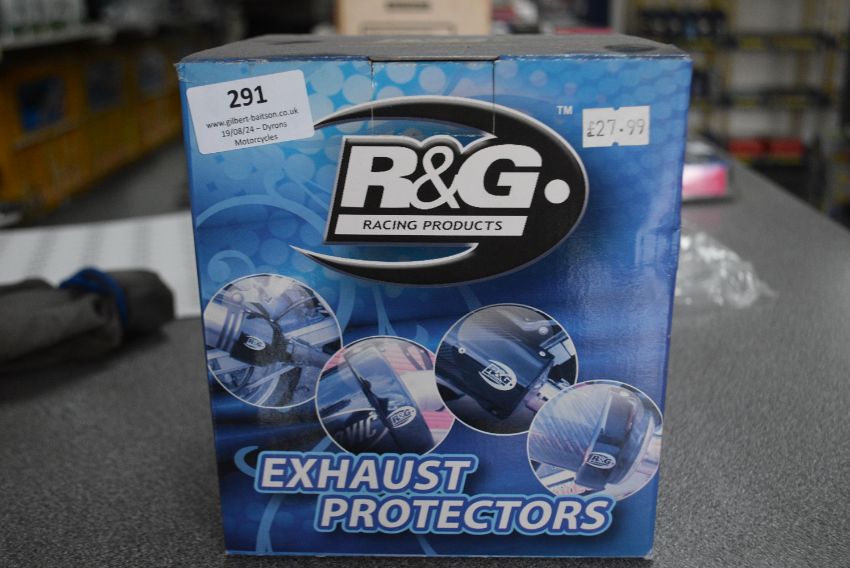 291
www.gilbert-baitson.co.uk
19/08/24 – Dyrons
Motorcycles
£27.99
TM
R&G
RACING PRODUCTS
R&G
R&G
R&G
R&G
EXHAUST
PROTECTORS